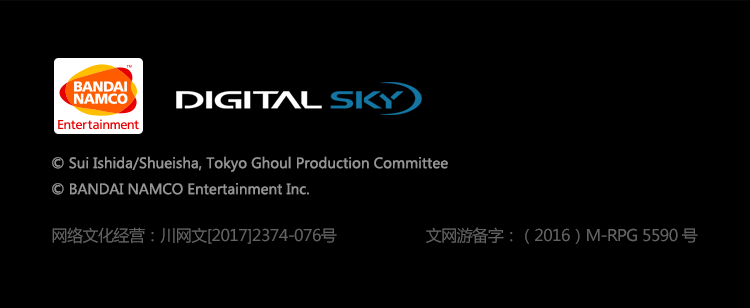 BANDAI
NAMCO
Entertainment
DIGITAL SKY
© Sui Ishida/Shueisha, Tokyo Ghoul Production Committee
© BANDAI NAMCO Entertainment Inc.
网络文化经营：川网文[2017]2374-076号 文网游备字：（2016）M-RPG 5590 号